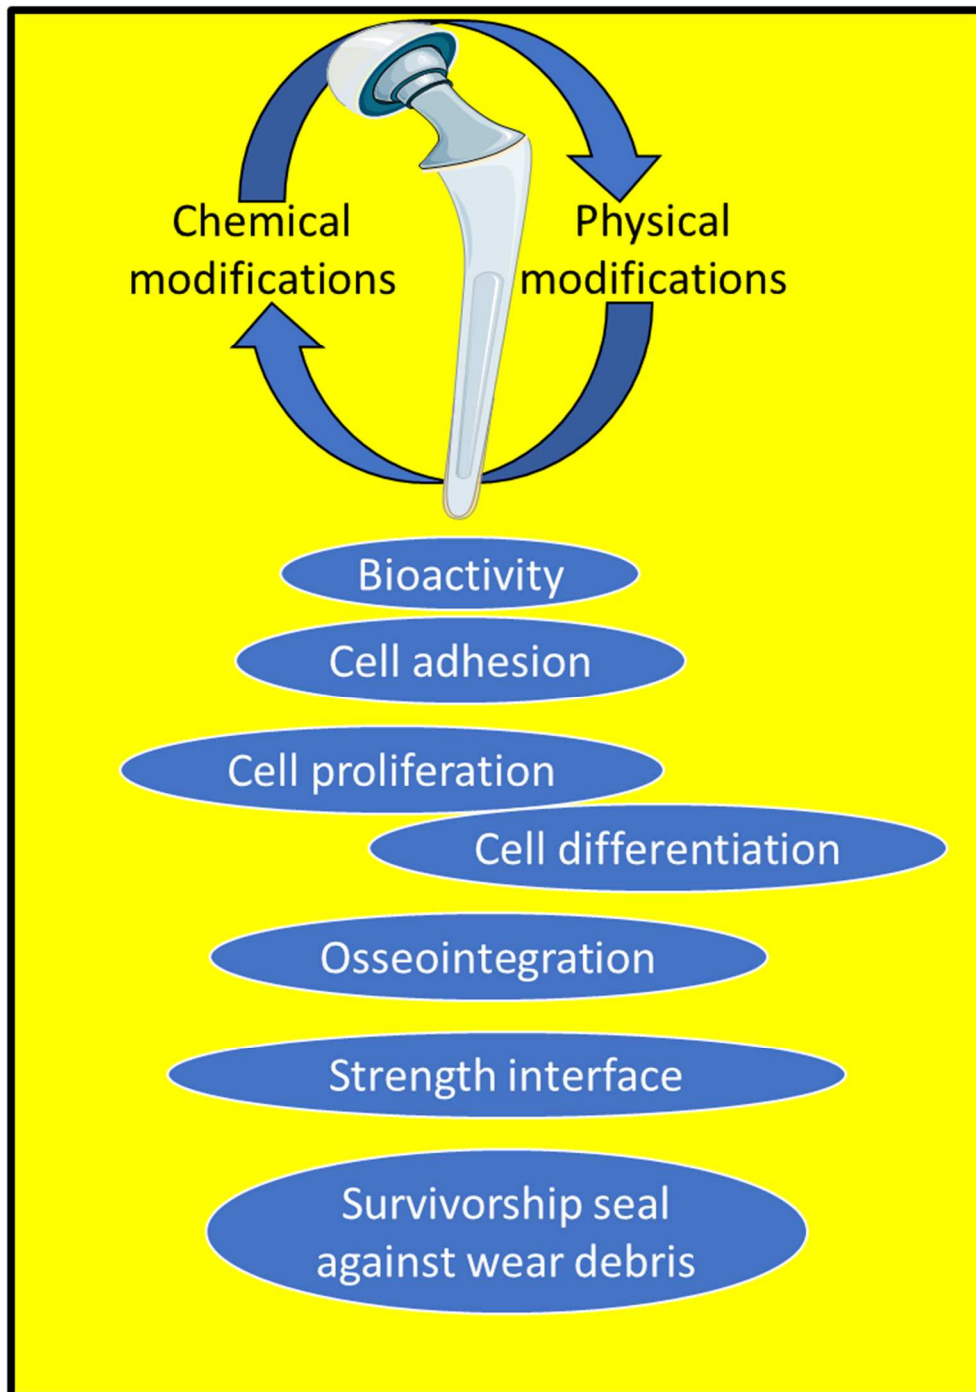 Chemical
modifications
Physical
modifications
Bioactivity
Cell adhesion
Cell proliferation
Cell differentiation
Osseointegration
Strength interface
Survivorship seal
against wear debris